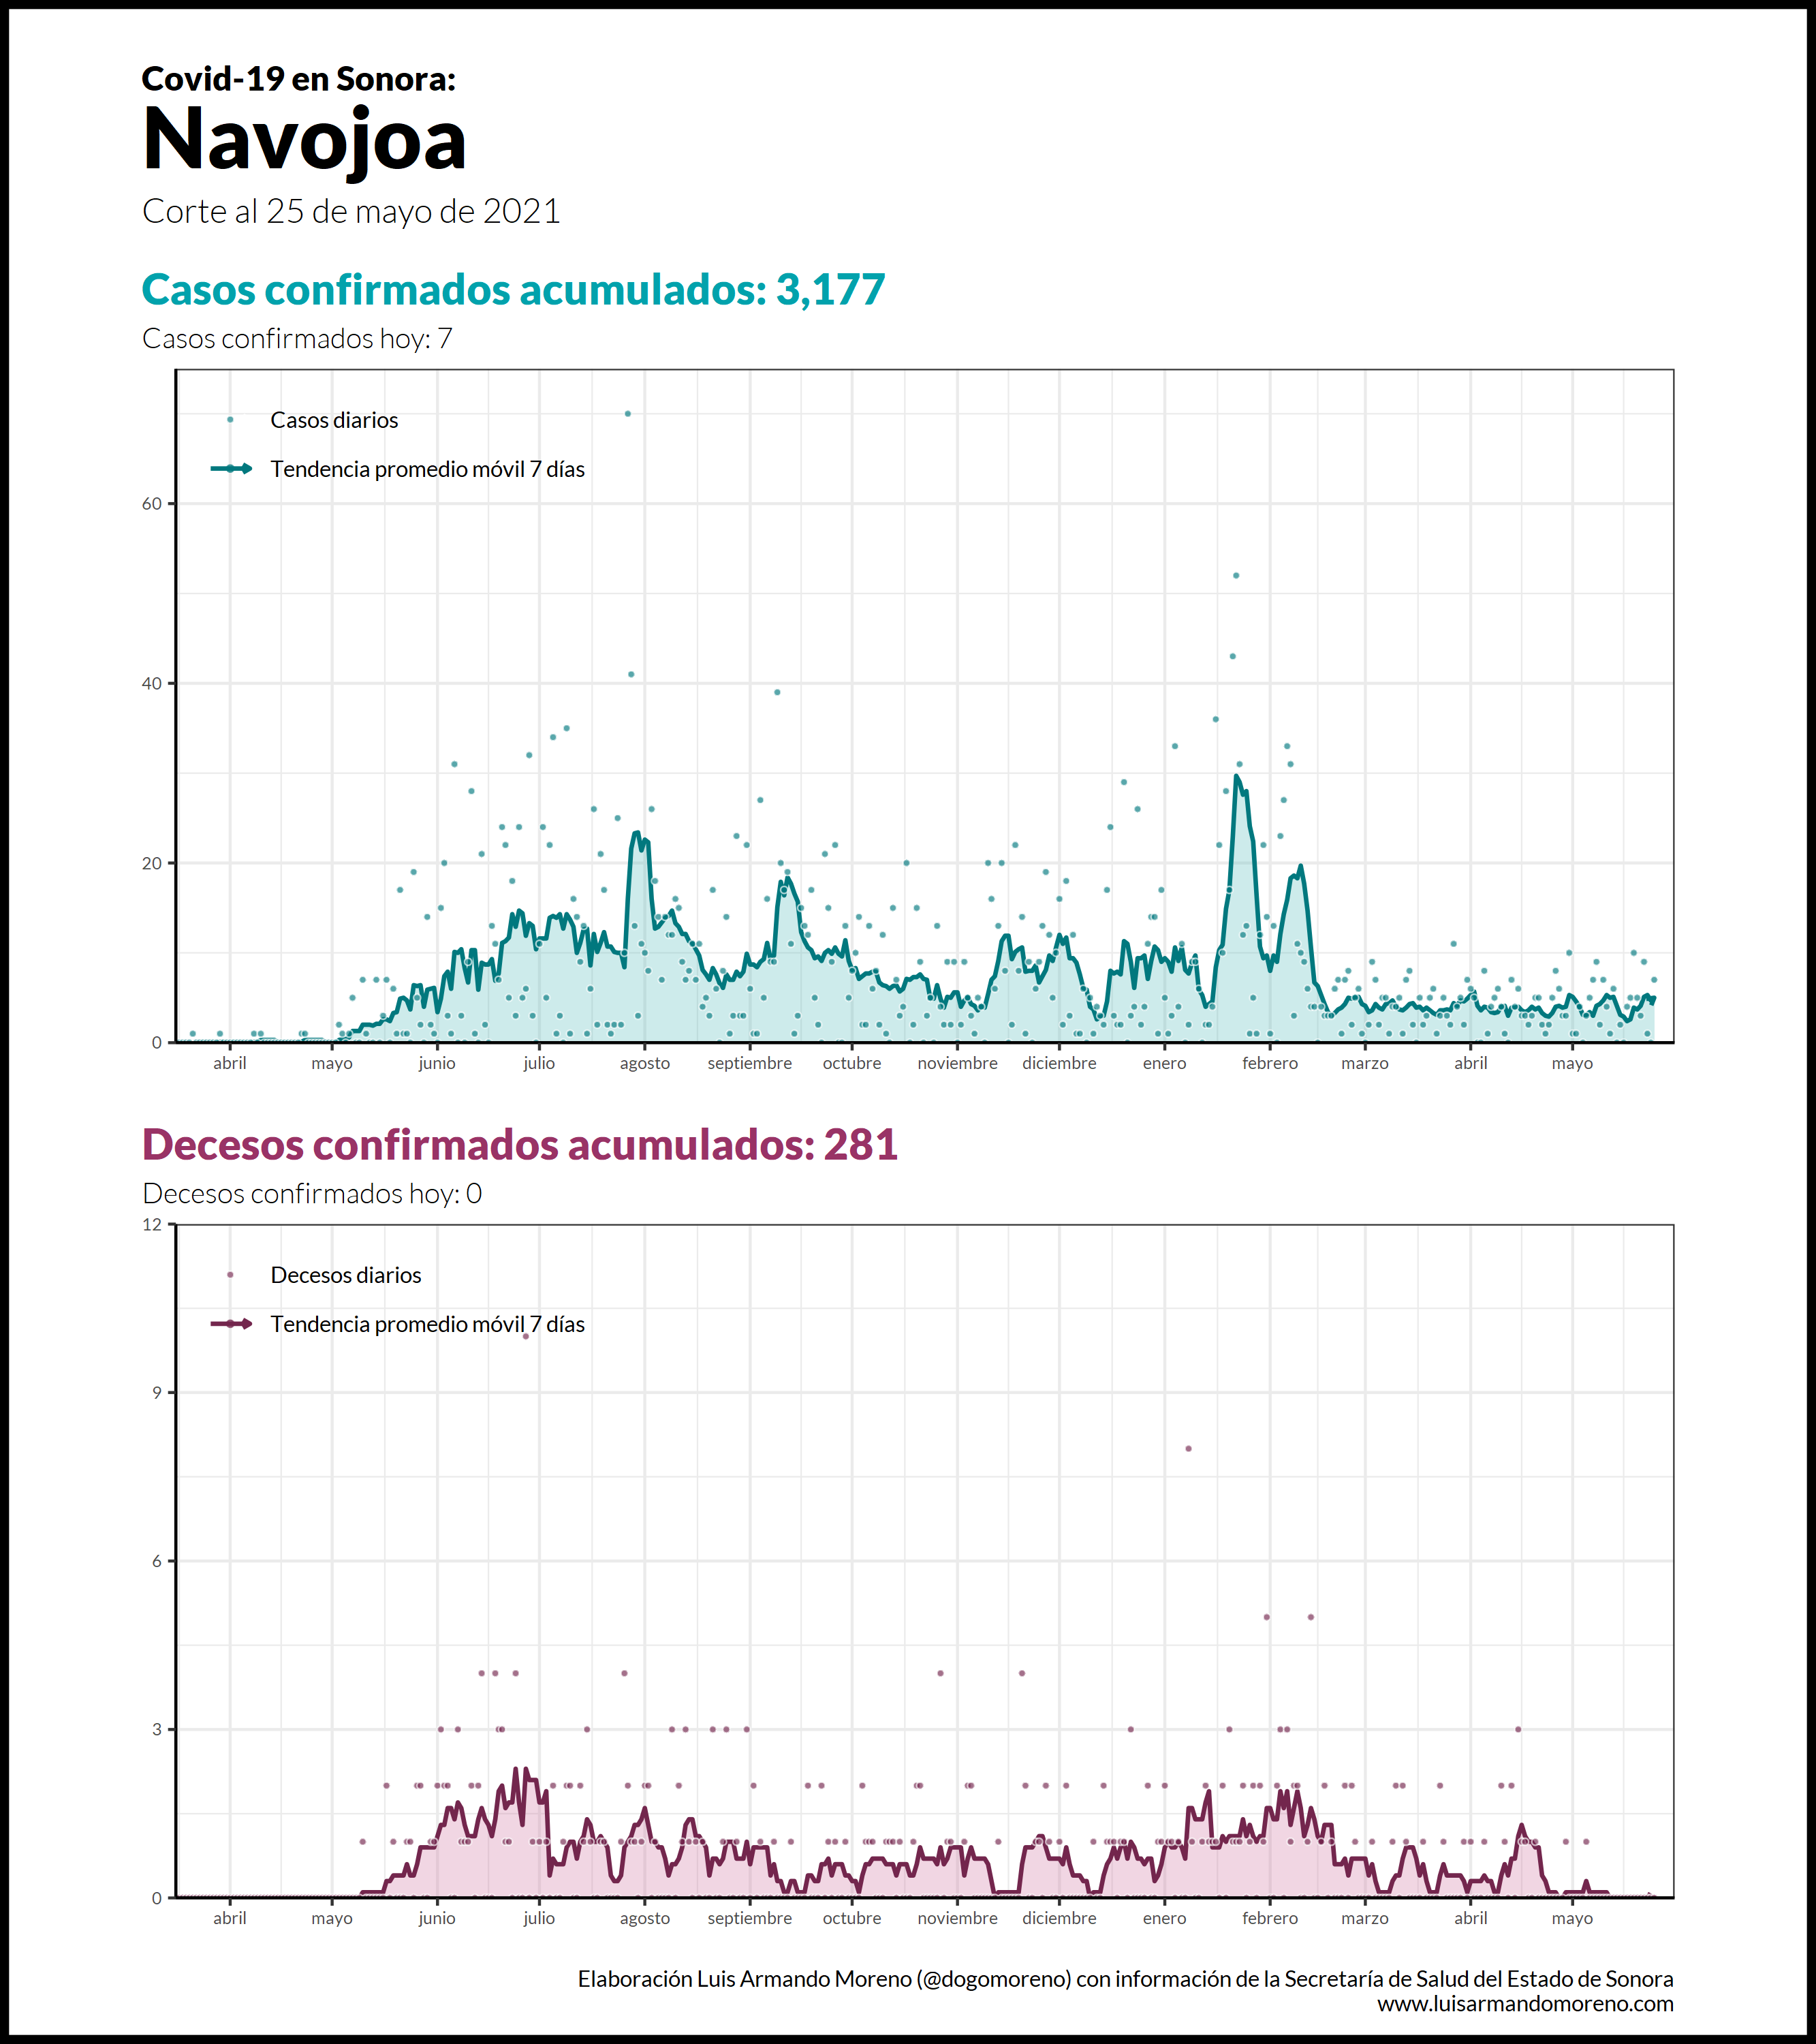 Covid-19 en Sonora:
Navojoa
Corte al 25 de mayo de 2021
Casos confirmados acumulados: 3,177
Casos confirmados hoy: 7
Casos diarios
Tendencia promedio móvil 7 días
60
40
20
0
abril mayo junio julio agosto septiembre octubre noviembre diciembre enero febrero marzo abril mayo
Decesos confirmados acumulados: 281
Decesos confirmados hoy: 0
12
Decesos diarios
Tendencia promedio móvil 7 días
9
6
3
0
abril mayo junio julio agosto septiembre octubre noviembre diciembre enero febrero marzo abril mayo
Elaboración Luis Armando Moreno (@dogomoreno) con información de la Secretaría de Salud del Estado de Sonora
www.luisarmandomoreno.com